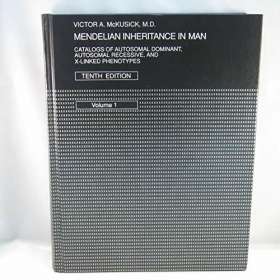 VICTOR A. McKUSICK, M.D.
MENDELIAN INHERITANCE IN MAN
CATALOGS OF AUTOSOMAL DOMINANT,
AUTOSOMAL RECESSIVE, AND
X-LINKED PHENOTYPES
TENTH EDITION
Volume 1